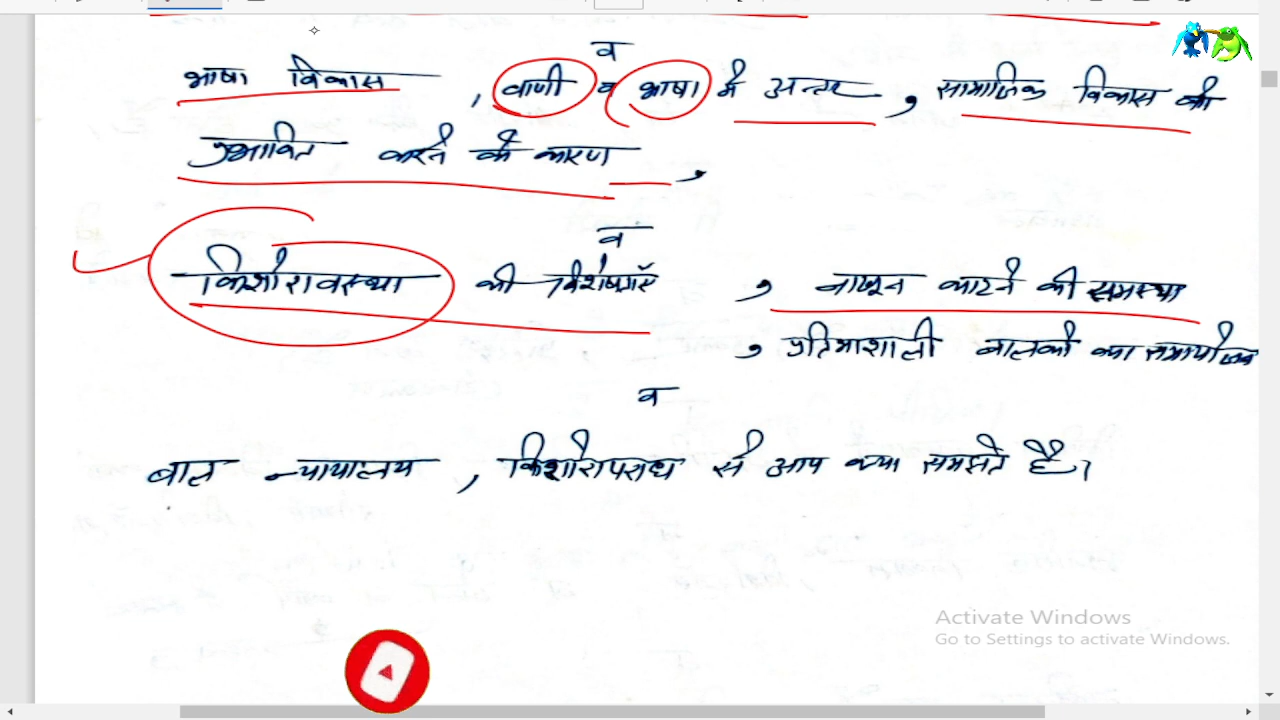 व
भाषा विकास , वाणी व भाषा में अन्तर , सामाजिक विकास को
प्रभावित करने के कारण ,
व
किशोरावस्था की विशेषताएँ , नाखून काटने की समस्या
, प्रतिभाशाली बालकों का समायोजन
व
बाल न्यायालय , किशोरापराध से आप क्या समझते है।
Activate Windows
Go to Settings to activate Windows.